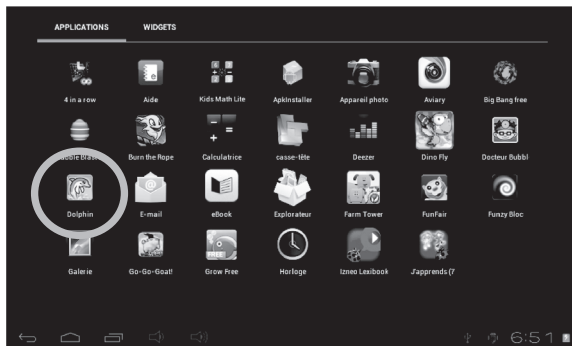 APPLICATIONS WIDGETS
4 in a row Aide Kids Math Lite ApkInstaller Appareil photo Aviary Big Bang free
Burn the Rope Calculatrice casse-tête Deezer Dino Fly Docteur Bubbl
Dolphin E-mail eBook Explorateur Farm Tower FunFair Funzy Bloc
FREE
Galerie Go-Go-Goat! Grow Free Horloge Izneo Lexibook J'apprends (7
6:51